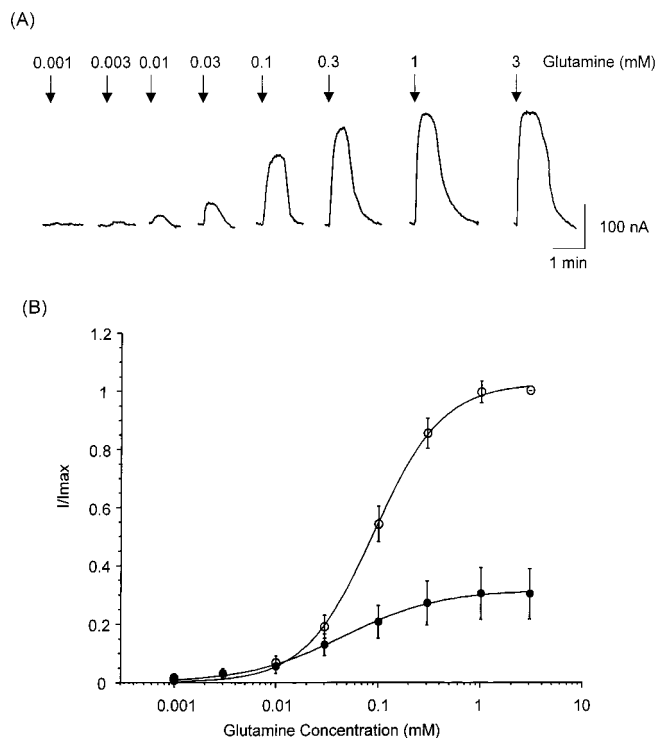 (A)
0.001 0.003 0.01 0.03 0.1 0.3 1 3 Glutamine (mM)
100 nA
1 min
(B)
1.2
1
0.8
0.6
0.4
0.2
0
I/Imax
0.001 0.01 0.1 1 10
Glutamine Concentration (mM)